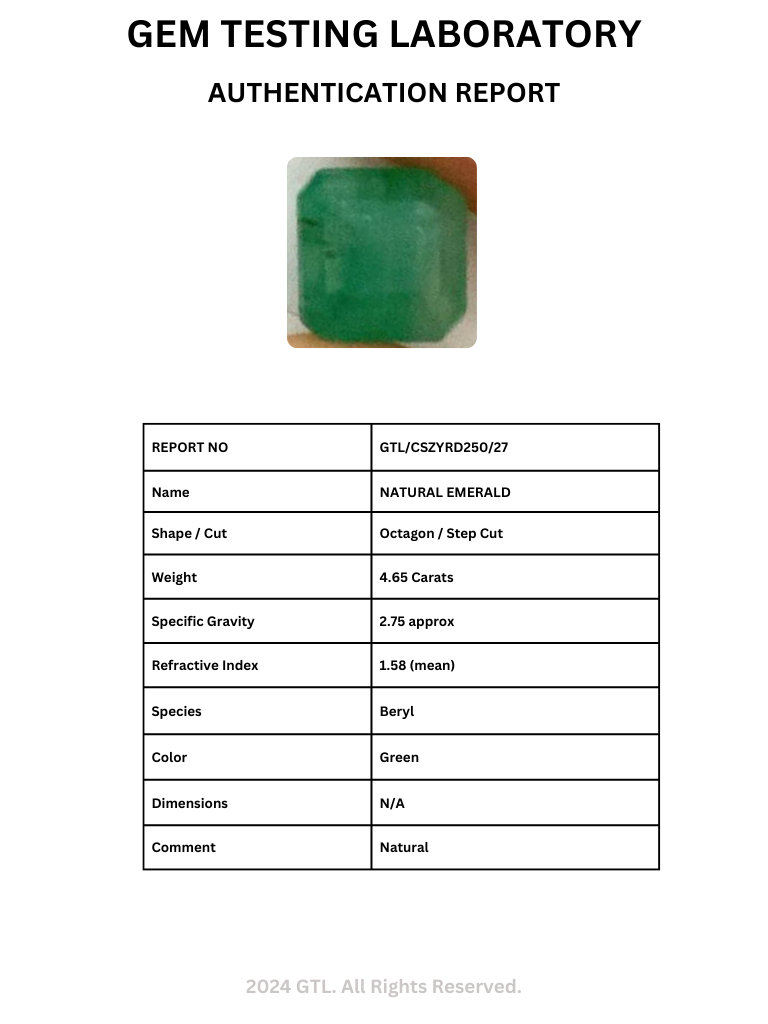 GEM TESTING LABORATORY
AUTHENTICATION REPORT
REPORT NO GTL/CSZYRD250/27
Name NATURAL EMERALD
Shape / Cut Octagon / Step Cut
Weight 4.65 Carats
Specific Gravity 2.75 approx
Refractive Index 1.58 (mean)
Species Beryl
Color Green
Dimensions N/A
Comment Natural
2024 GTL. All Rights Reserved.